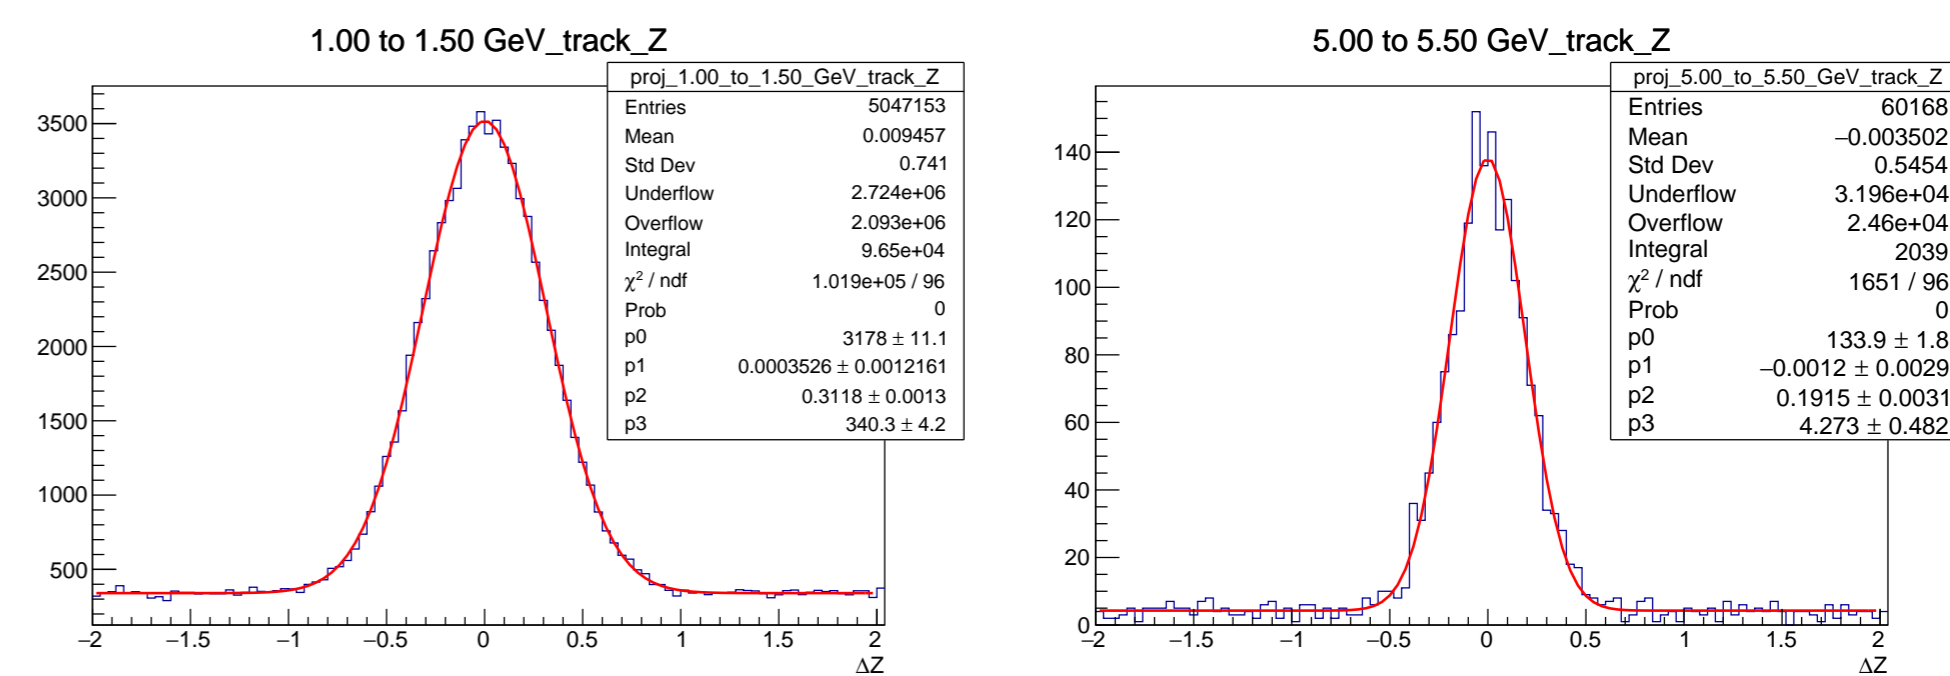 1.00 to 1.50 GeV_track_Z
proj_1.00_to_1.50_GeV_track_Z
Entries 5047153
Mean 0.009457
Std Dev 0.741
Underflow 2.724e+06
Overflow 2.093e+06
Integral 9.65e+04
χ² / ndf 1.019e+05 / 96
Prob 0
p0 3178 ± 11.1
p1 0.0003526 ± 0.0012161
p2 0.3118 ± 0.0013
p3 340.3 ± 4.2
3500
3000
2500
2000
1500
1000
500
−2 −1.5 −1 −0.5 0 0.5 1 1.5 2
ΔZ
5.00 to 5.50 GeV_track_Z
proj_5.00_to_5.50_GeV_track_Z
Entries 60168
Mean −0.003502
Std Dev 0.5454
Underflow 3.196e+04
Overflow 2.46e+04
Integral 2039
χ² / ndf 1651 / 96
Prob 0
p0 133.9 ± 1.8
p1 −0.0012 ± 0.0029
p2 0.1915 ± 0.0031
p3 4.273 ± 0.482
140
120
100
80
60
40
20
0
−2 −1.5 −1 −0.5 0 0.5 1 1.5 2
ΔZ